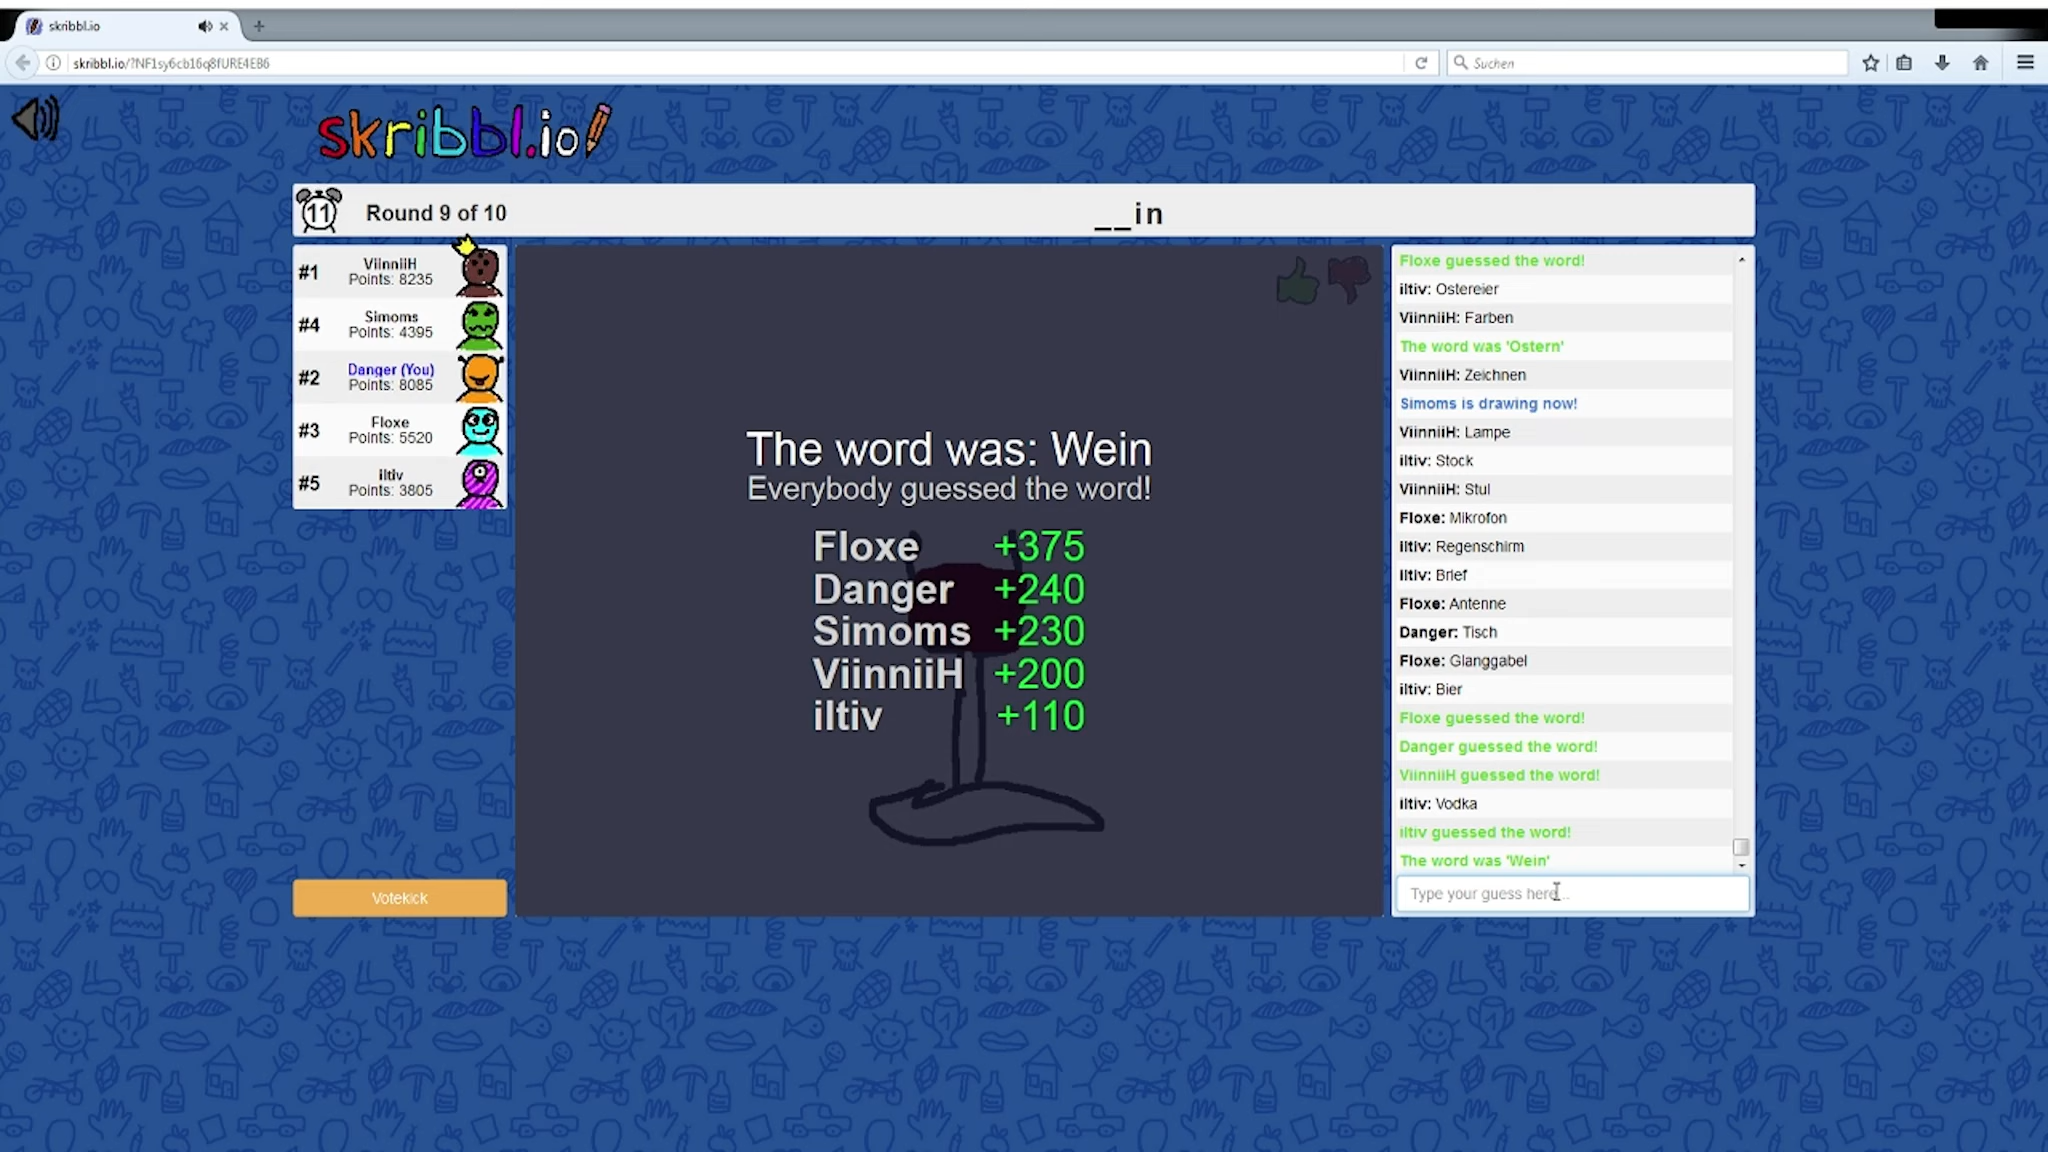 skribbl.io
skribbl.io/?NF1sy6cb16q8fURE4EB6
Suchen
skribbl.io
11
Round 9 of 10
__in
#1
ViinniiH
Points: 8235
#4
Simoms
Points: 4395
#2
Danger (You)
Points: 8085
#3
Floxe
Points: 5520
#5
iltiv
Points: 3805
Votekick
The word was: Wein
Everybody guessed the word!
Floxe +375
Danger +240
Simoms +230
ViinniiH +200
iltiv +110
Floxe guessed the word!
iltiv: Ostereier
ViinniiH: Farben
The word was 'Ostern'
ViinniiH: Zeichnen
Simoms is drawing now!
ViinniiH: Lampe
iltiv: Stock
ViinniiH: Stul
Floxe: Mikrofon
iltiv: Regenschirm
iltiv: Brief
Floxe: Antenne
Danger: Tisch
Floxe: Glanggabel
iltiv: Bier
Floxe guessed the word!
Danger guessed the word!
ViinniiH guessed the word!
iltiv: Vodka
iltiv guessed the word!
The word was 'Wein'
Type your guess here...